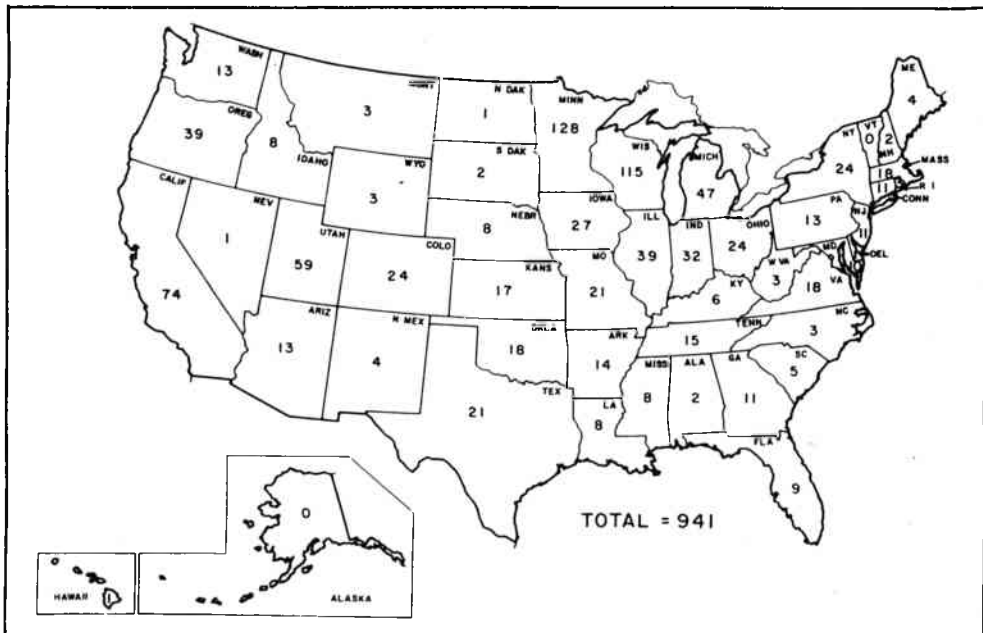 WASH
13
OREG
39
CALIF
74
IDAHO
8
NEV
1
3
WYO
3
UTAH
59
COLO
24
ARIZ
13
N MEX
4
N DAK
1
S DAK
2
NEBR
8
KANS
17
OKLA
18
TEX
21
MINN
128
IOWA
27
MO
21
ARK
14
LA
8
WIS
115
ILL
39
MICH
47
IND
32
OHIO
24
KY
6
TENN
15
MISS
8
ALA
2
GA
11
FLA
9
SC
5
NC
3
VA
18
W VA
3
MD
DEL
PA
13
NJ
11
NY
24
VT
0
2
NH
ME
4
MASS
18
11
R I
CONN
0
ALASKA
HAWAII
1
TOTAL = 941